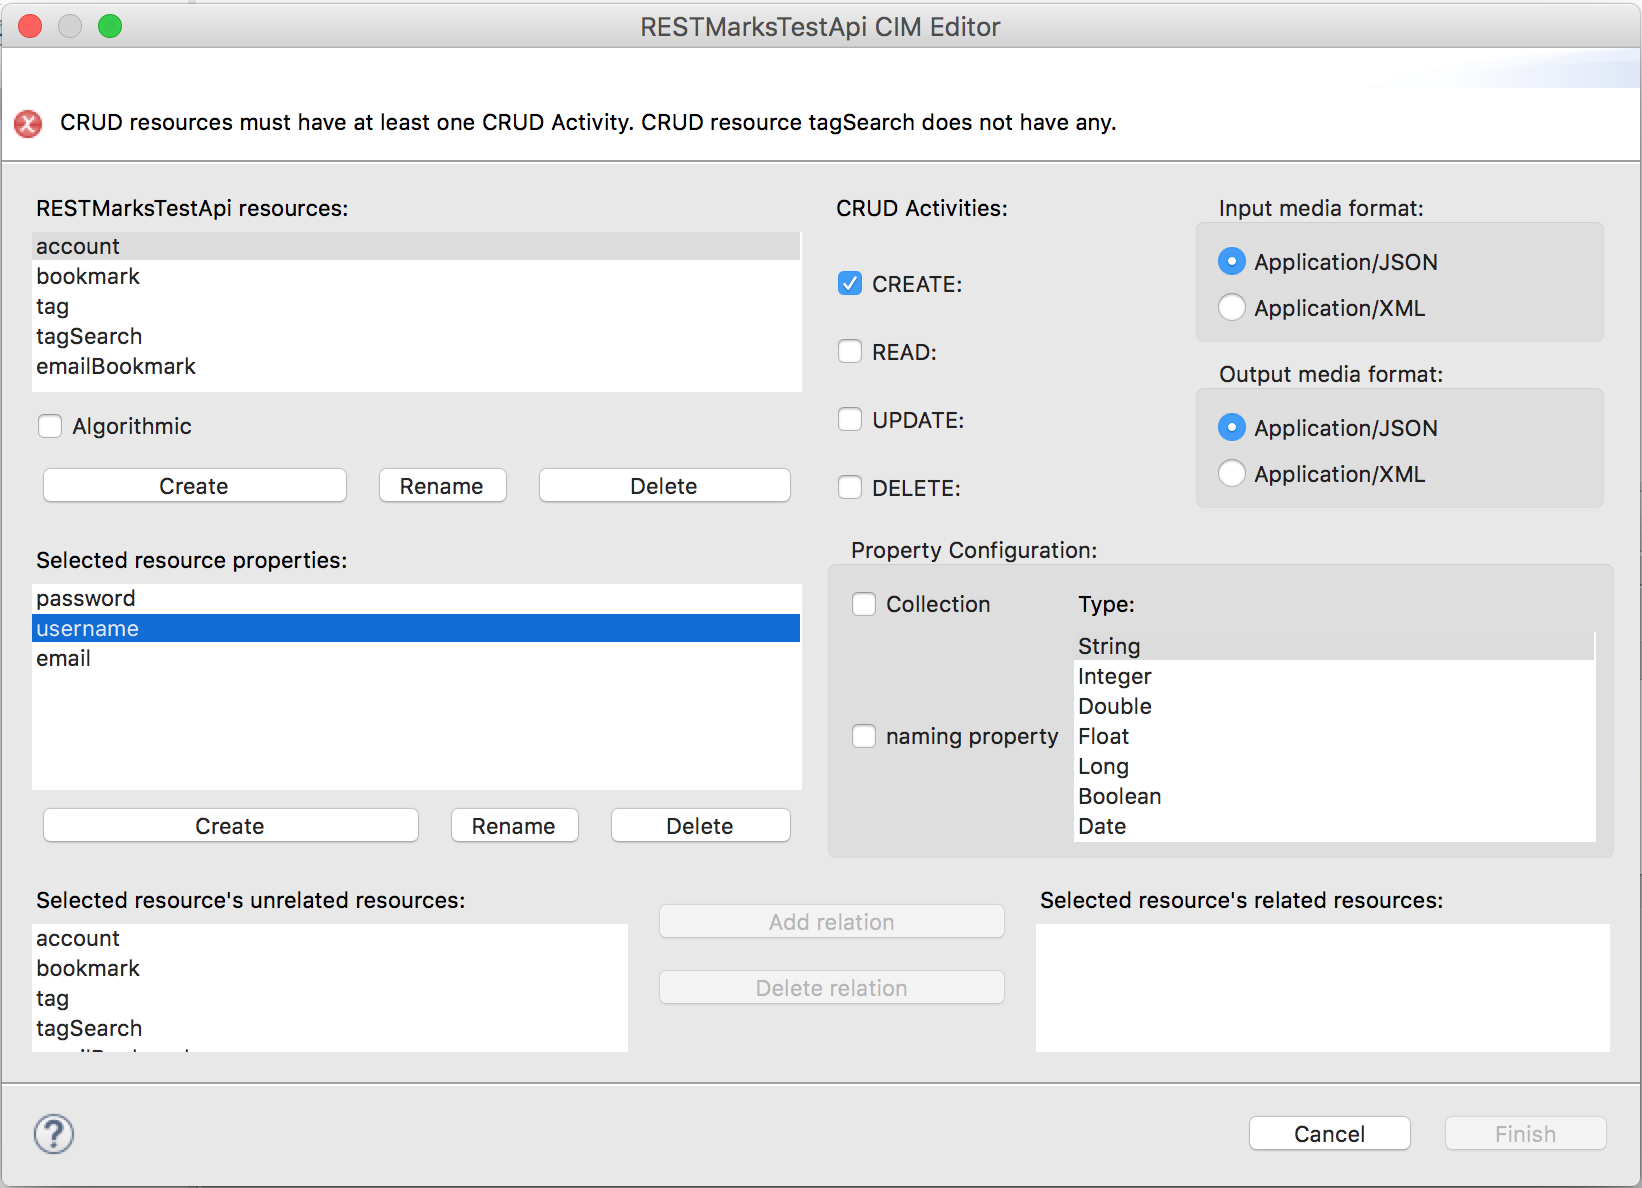 RESTMarksTestApi CIM Editor
CRUD resources must have at least one CRUD Activity. CRUD resource tagSearch does not have any.
RESTMarksTestApi resources:
account
bookmark
tag
tagSearch
emailBookmark
Algorithmic
Create
Rename
Delete
CRUD Activities:
CREATE:
READ:
UPDATE:
DELETE:
Input media format:
Application/JSON
Application/XML
Output media format:
Application/JSON
Application/XML
Selected resource properties:
password
username
email
Create
Rename
Delete
Property Configuration:
Collection
naming property
Type:
String
Integer
Double
Float
Long
Boolean
Date
Selected resource's unrelated resources:
account
bookmark
tag
tagSearch
Add relation
Delete relation
Selected resource's related resources:
?
Cancel
Finish